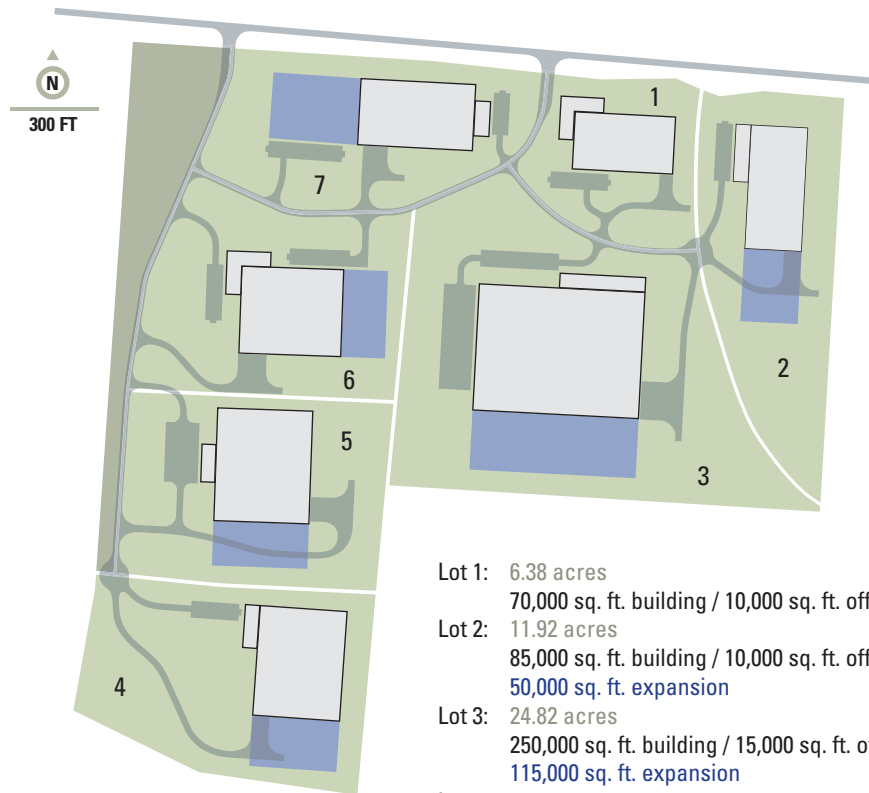 N
300 FT
1
7
2
6
5
3
4
Lot 1: 6.38 acres
70,000 sq. ft. building / 10,000 sq. ft.
Lot 2: 11.92 acres
85,000 sq. ft. building / 10,000 sq. ft.
50,000 sq. ft. expansion
Lot 3: 24.82 acres
250,000 sq. ft. building / 15,000 sq. ft.
115,000 sq. ft. expansion